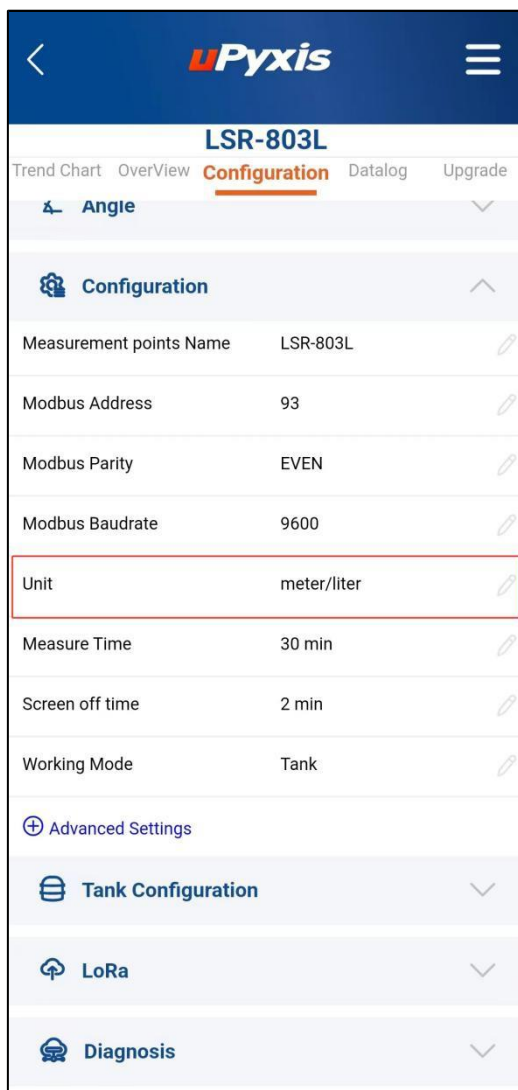 uPyxis
LSR-803L
Trend Chart OverView Configuration Datalog Upgrade
Angle
Configuration
Measurement points Name LSR-803L
Modbus Address 93
Modbus Parity EVEN
Modbus Baudrate 9600
Unit meter/liter
Measure Time 30 min
Screen off time 2 min
Working Mode Tank
Advanced Settings
Tank Configuration
LoRa
Diagnosis